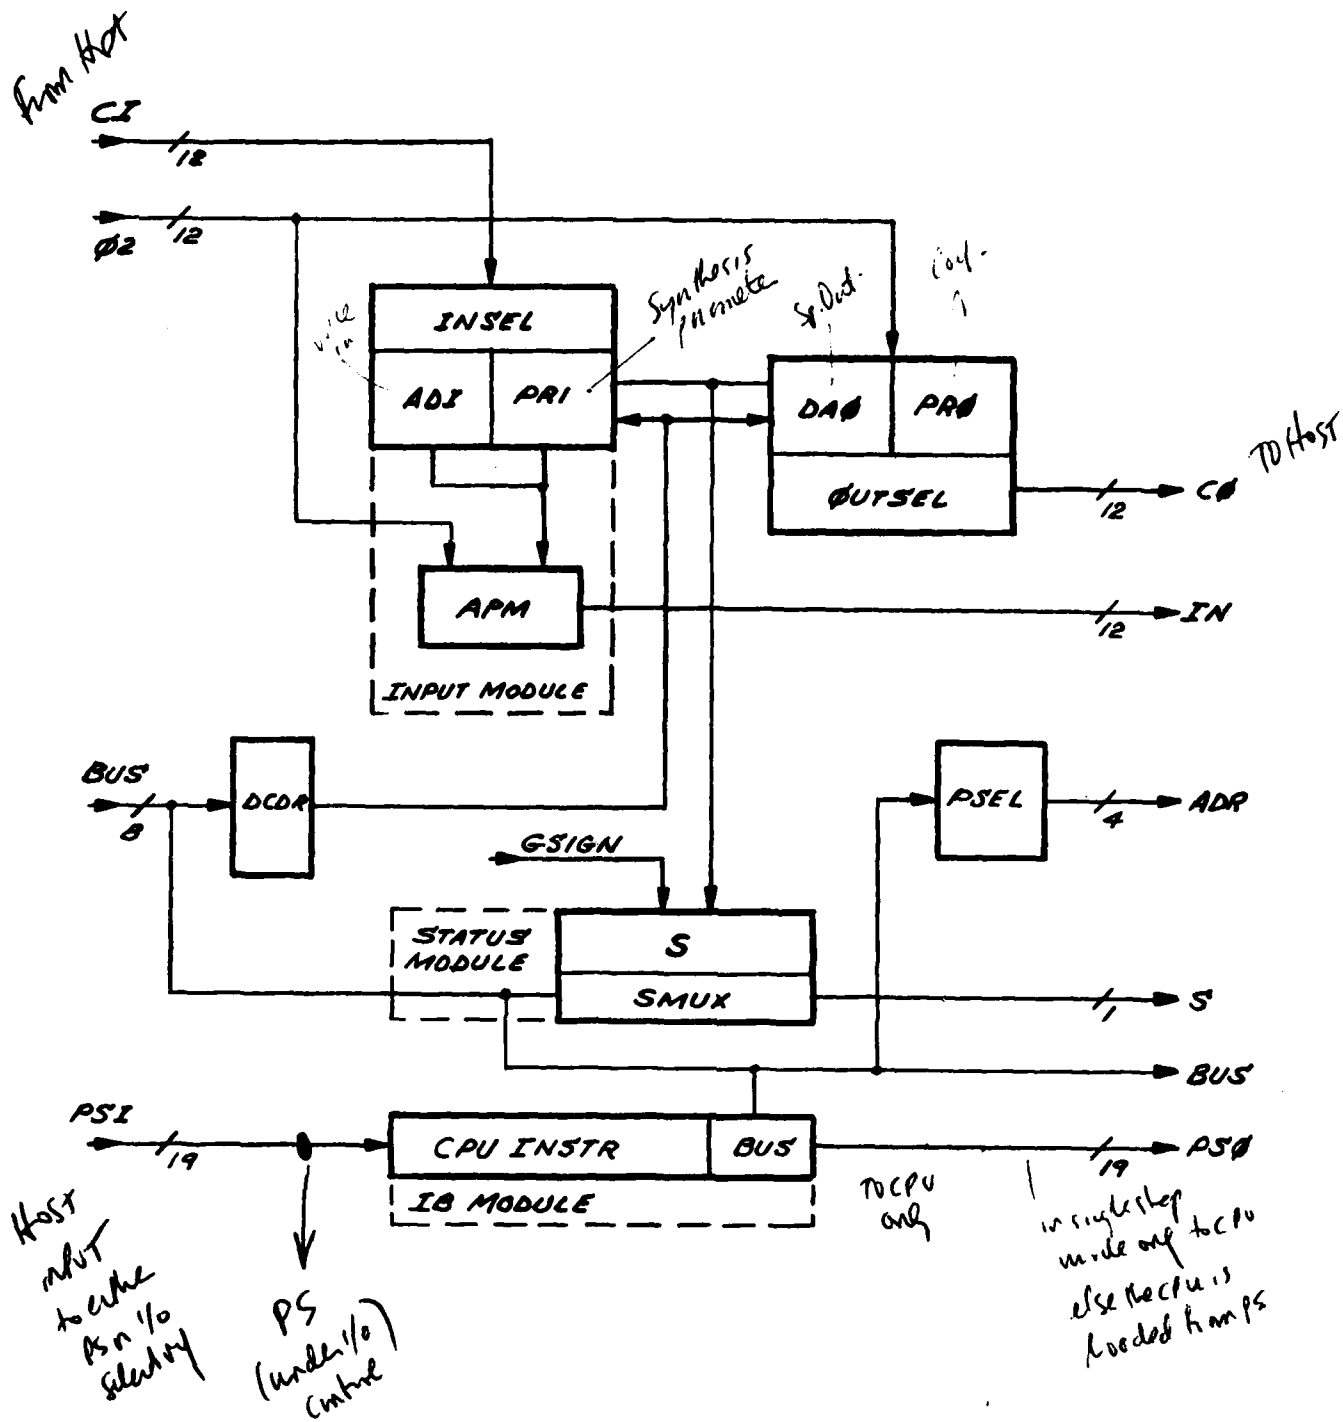 From Host
CI
12
Ø2
12
INSEL
ADI
PRI
voice
in
Synthesis
parameter
Sp. Out.
DAØ
PRØ
ØUTSEL
TO HOST
CØ
12
APM
IN
12
INPUT MODULE
BUS
8
DCDR
PSEL
ADR
4
GSIGN
STATUS
MODULE
S
SMUX
S
1
BUS
PSI
19
CPU INSTR
BUS
PSØ
19
IB MODULE
TO CPU
only
HOST
INPUT
to either
PS or I/O
in single step
mode only to CPU
else the CPU is
loaded from PS
PS
(under I/O)